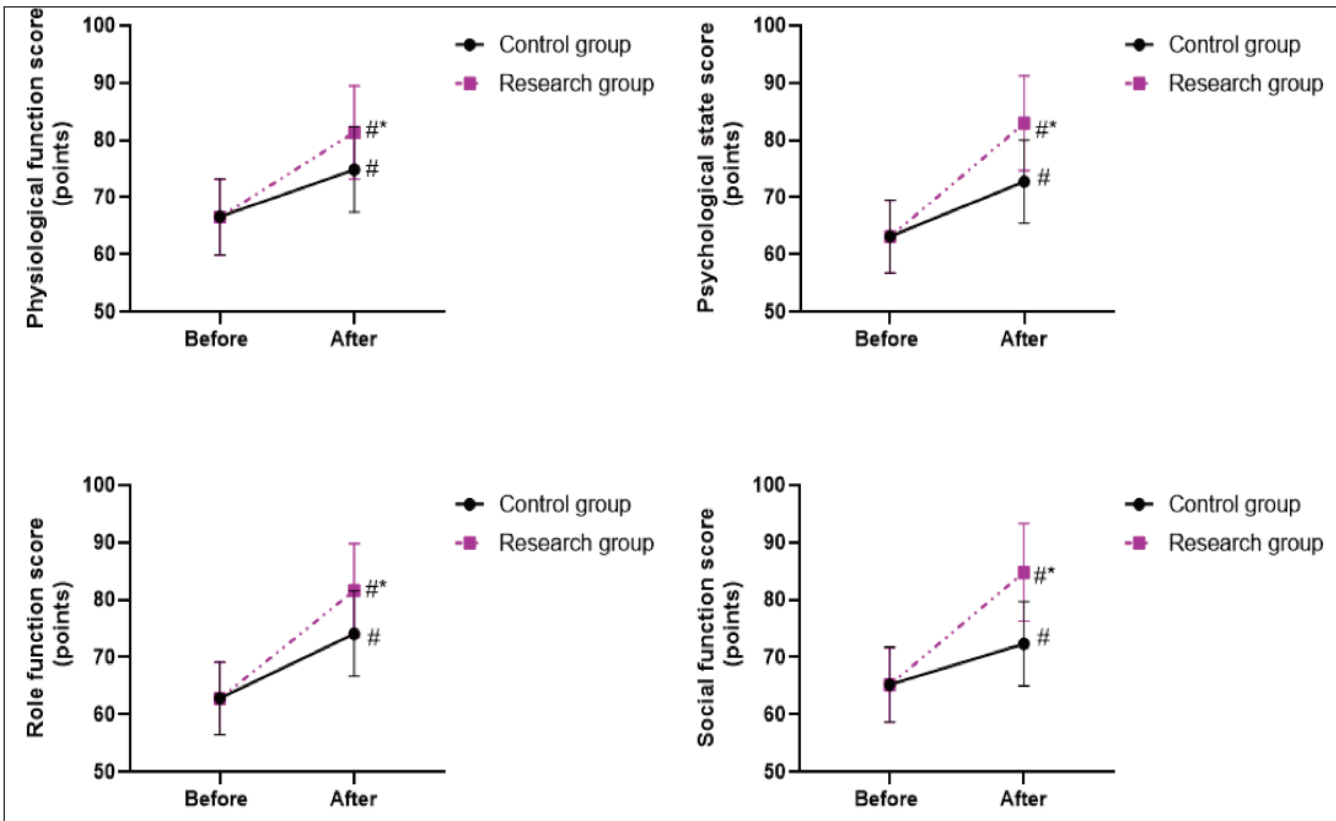 Physiological function score
(points)
100
90
80
70
60
50
Before After
#*
#
Control group
Research group
Psychological state score
(points)
100
90
80
70
60
50
Before After
#*
#
Control group
Research group
Role function score
(points)
100
90
80
70
60
50
Before After
#*
#
Control group
Research group
Social function score
(points)
100
90
80
70
60
50
Before After
#*
#
Control group
Research group